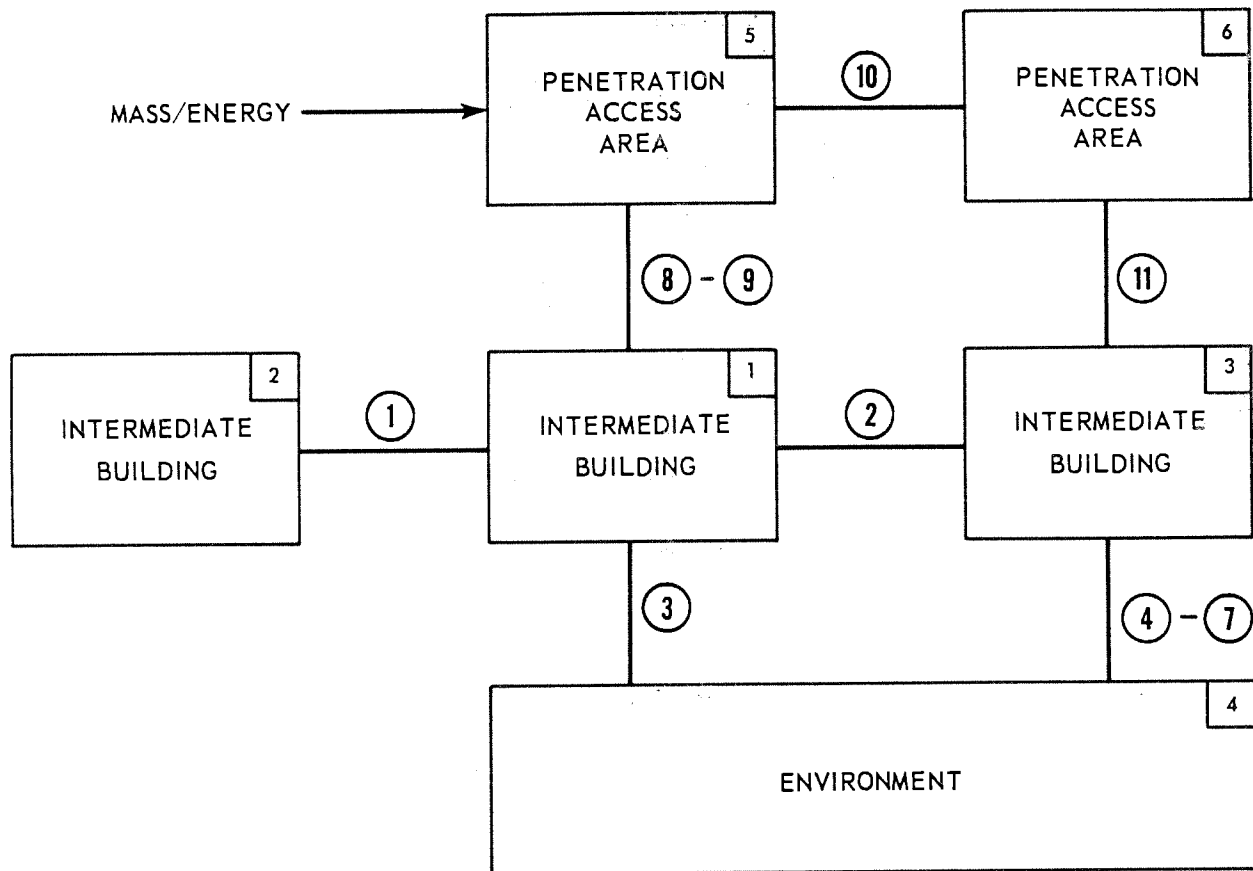 5
PENETRATION
ACCESS
AREA
6
PENETRATION
ACCESS
AREA
MASS/ENERGY
10
8 - 9
11
2
INTERMEDIATE
BUILDING
1
1
INTERMEDIATE
BUILDING
2
3
INTERMEDIATE
BUILDING
3
4 - 7
4
ENVIRONMENT